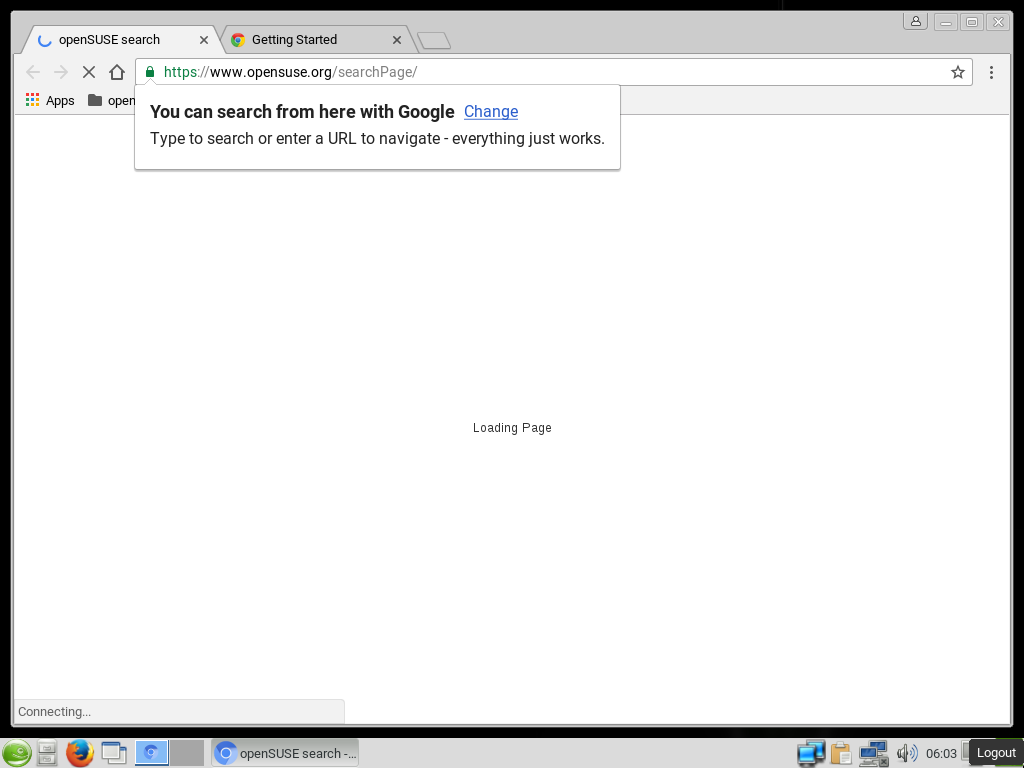 openSUSE search
Getting Started
https://www.opensuse.org/searchPage/
Apps
open
You can search from here with Google Change
Type to search or enter a URL to navigate - everything just works.
Loading Page
Connecting...
openSUSE search -...
06:03
Logout